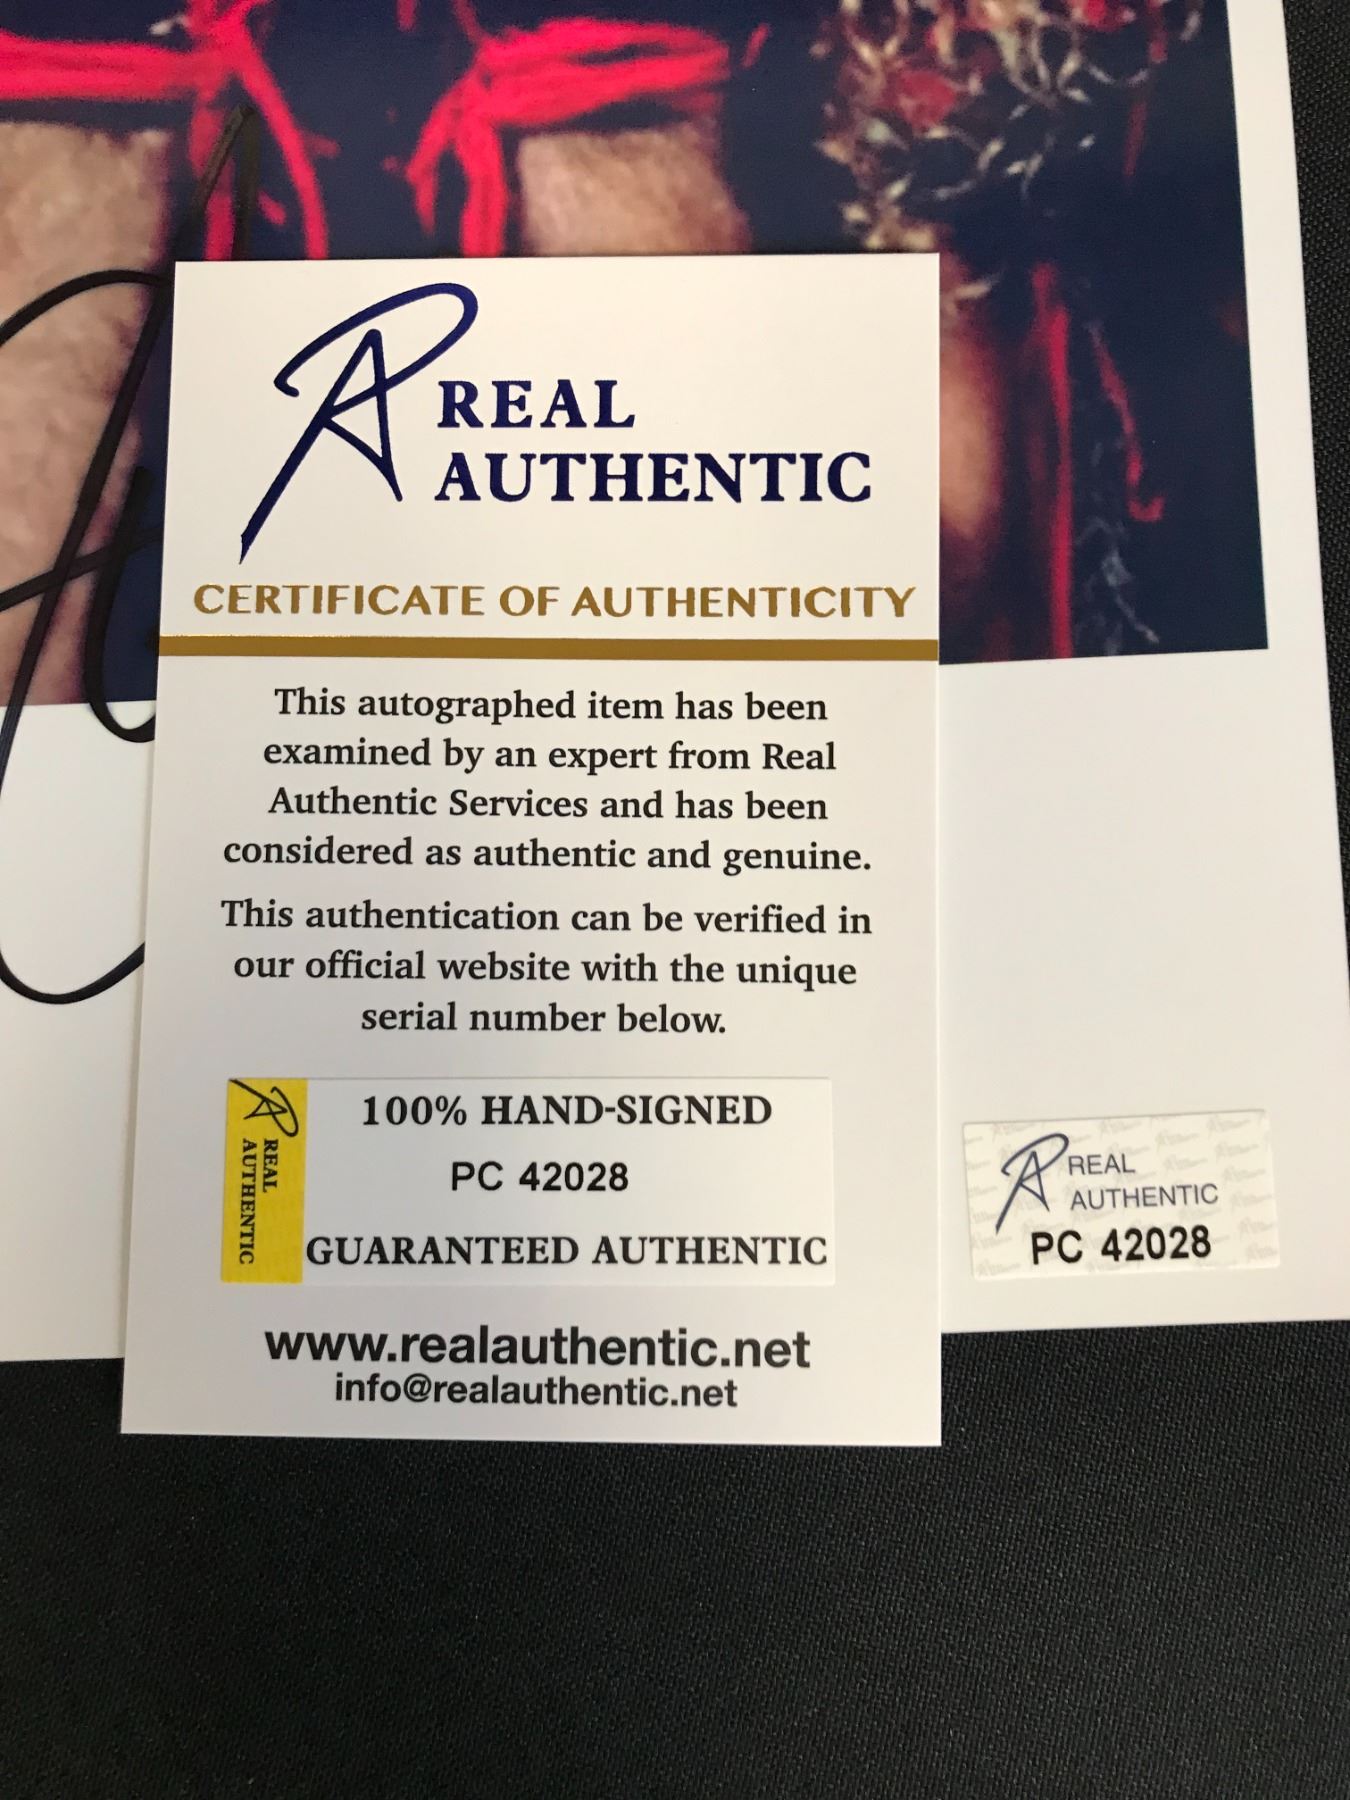 REAL
AUTHENTIC
CERTIFICATE OF AUTHENTICITY
This autographed item has been
examined by an expert from Real
Authentic Services and has been
considered as authentic and genuine.
This authentication can be verified in
our official website with the unique
serial number below.
REAL
AUTHENTIC
100% HAND-SIGNED
PC 42028
GUARANTEED AUTHENTIC
www.realauthentic.net
info@realauthentic.net
REAL
AUTHENTIC
PC 42028